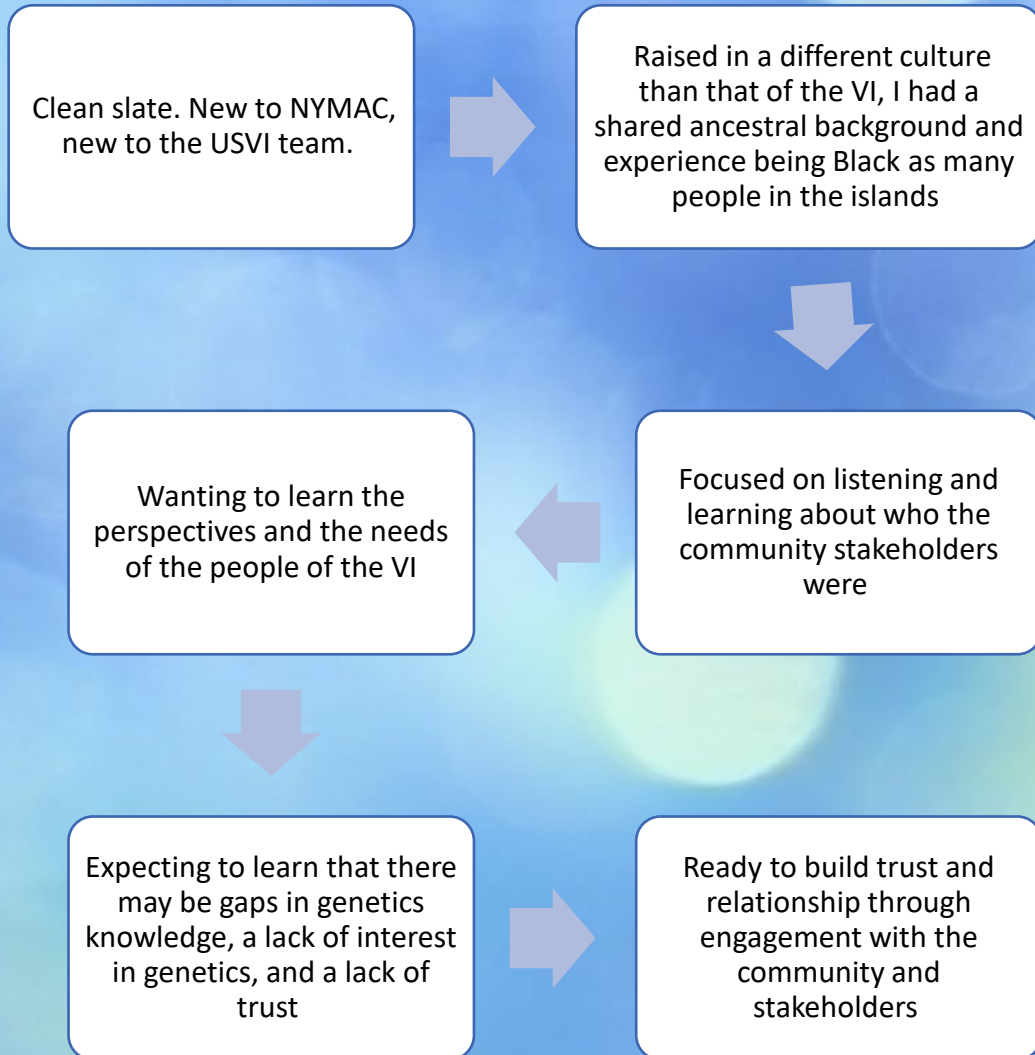 Clean slate. New to NYMAC,
new to the USVI team.
Raised in a different culture
than that of the VI, I had a
shared ancestral background and
experience being Black as many
people in the islands
Focused on listening and
learning about who the
community stakeholders
were
Wanting to learn the
perspectives and the needs
of the people of the VI
Expecting to learn that there
may be gaps in genetics
knowledge, a lack of interest
in genetics, and a lack of
trust
Ready to build trust and
relationship through
engagement with the
community and
stakeholders